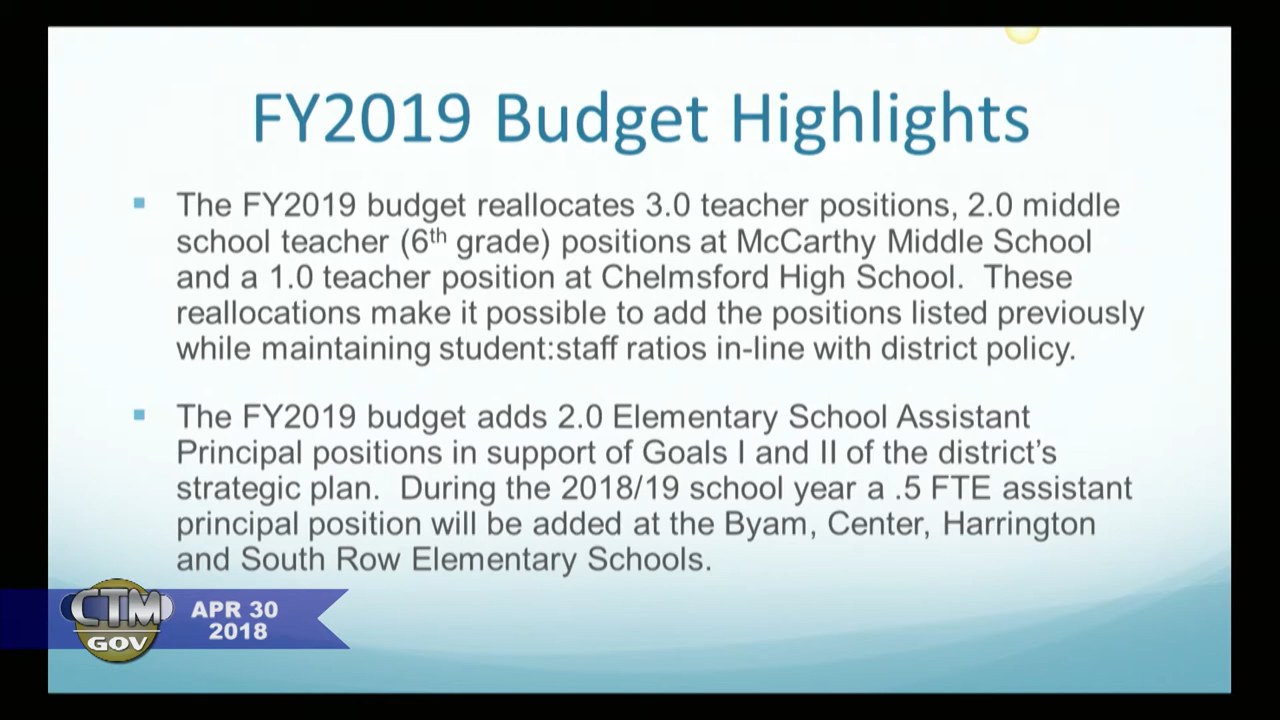 FY2019 Budget Highlights
The FY2019 budget reallocates 3.0 teacher positions, 2.0 middle
school teacher (6th grade) positions at McCarthy Middle School
and a 1.0 teacher position at Chelmsford High School.  These
reallocations make it possible to add the positions listed previously
while maintaining student:staff ratios in-line with district policy.
The FY2019 budget adds 2.0 Elementary School Assistant
Principal positions in support of Goals I and II of the district’s
strategic plan.  During the 2018/19 school year a .5 FTE assistant
principal position will be added at the Byam, Center, Harrington
and South Row Elementary Schools.
CTM
GOV
APR 30
2018